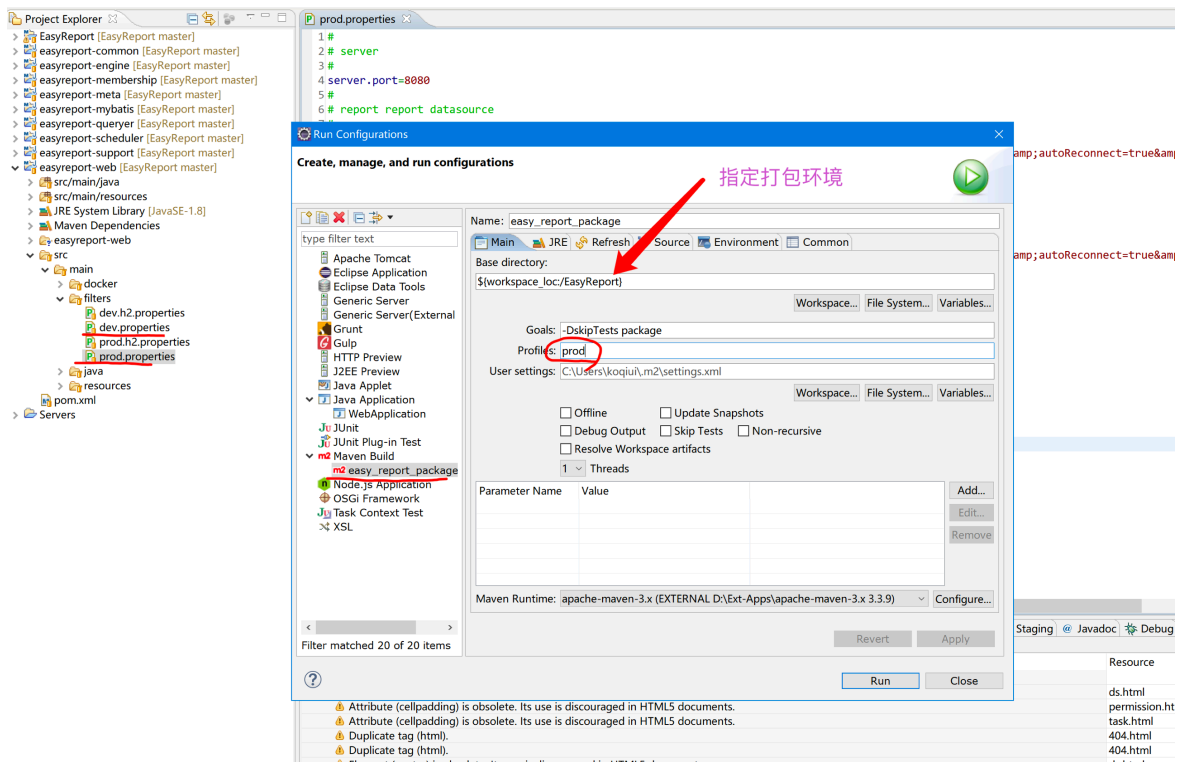 Project Explorer
EasyReport [EasyReport master]
easyreport-common [EasyReport master]
easyreport-engine [EasyReport master]
easyreport-membership [EasyReport master]
easyreport-meta [EasyReport master]
easyreport-mybatis [EasyReport master]
easyreport-queryer [EasyReport master]
easyreport-scheduler [EasyReport master]
easyreport-support [EasyReport master]
easyreport-web [EasyReport master]
src/main/java
src/main/resources
JRE System Library [JavaSE-1.8]
Maven Dependencies
easyreport-web
src
main
docker
filters
dev.h2.properties
dev.properties
prod.h2.properties
prod.properties
java
resources
pom.xml
Servers
prod.properties
1 #
2 # server
3 #
4 server.port=8080
5 #
6 # report report datasource
amp;autoReconnect=true&am
amp;autoReconnect=true&am
Run Configurations
Create, manage, and run configurations
指定打包环境
type filter text
Apache Tomcat
Eclipse Application
Eclipse Data Tools
Generic Server
Generic Server(External
Grunt
Gulp
HTTP Preview
J2EE Preview
Java Applet
Java Application
WebApplication
Ju JUnit
JUnit Plug-in Test
m2 Maven Build
m2 easy_report_package
Node.js Application
OSGi Framework
Task Context Test
XSL
Filter matched 20 of 20 items
Name: easy_report_package
Main JRE Refresh Source Environment Common
Base directory:
${workspace_loc:/EasyReport}
Workspace... File System... Variables...
Goals: -DskipTests package
Profiles: prod
User settings: C:\Users\koqiui\.m2\settings.xml
Workspace... File System... Variables...
Offline Update Snapshots
Debug Output Skip Tests Non-recursive
Resolve Workspace artifacts
1 Threads
Parameter Name Value
Add...
Edit...
Remove
Maven Runtime: apache-maven-3.x (EXTERNAL D:\Ext-Apps\apache-maven-3.x 3.3.9) Configure...
Revert Apply
Run Close
Staging @ Javadoc Debug
Resource
ds.html
Attribute (cellpadding) is obsolete. Its use is discouraged in HTML5 documents. permission.ht
Attribute (cellpadding) is obsolete. Its use is discouraged in HTML5 documents. task.html
Duplicate tag (html). 404.html
Duplicate tag (html). 404.html